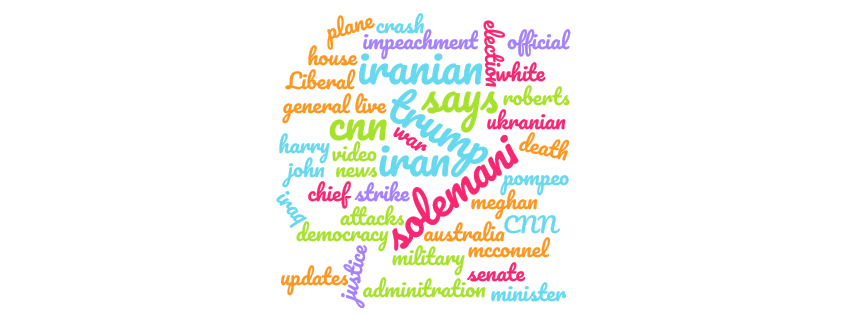 plane
crash
impeachment
election
official
house
iranian
white
Liberal
says
roberts
general live
trump
cnn
war
ukranian
harry
video
iran
death
john
news
solemani
pompeo
chief
strike
meghan
iraq
attacks
CNN
democracy
australia
mcconnel
military
justice
senate
updates
adminitration
minister